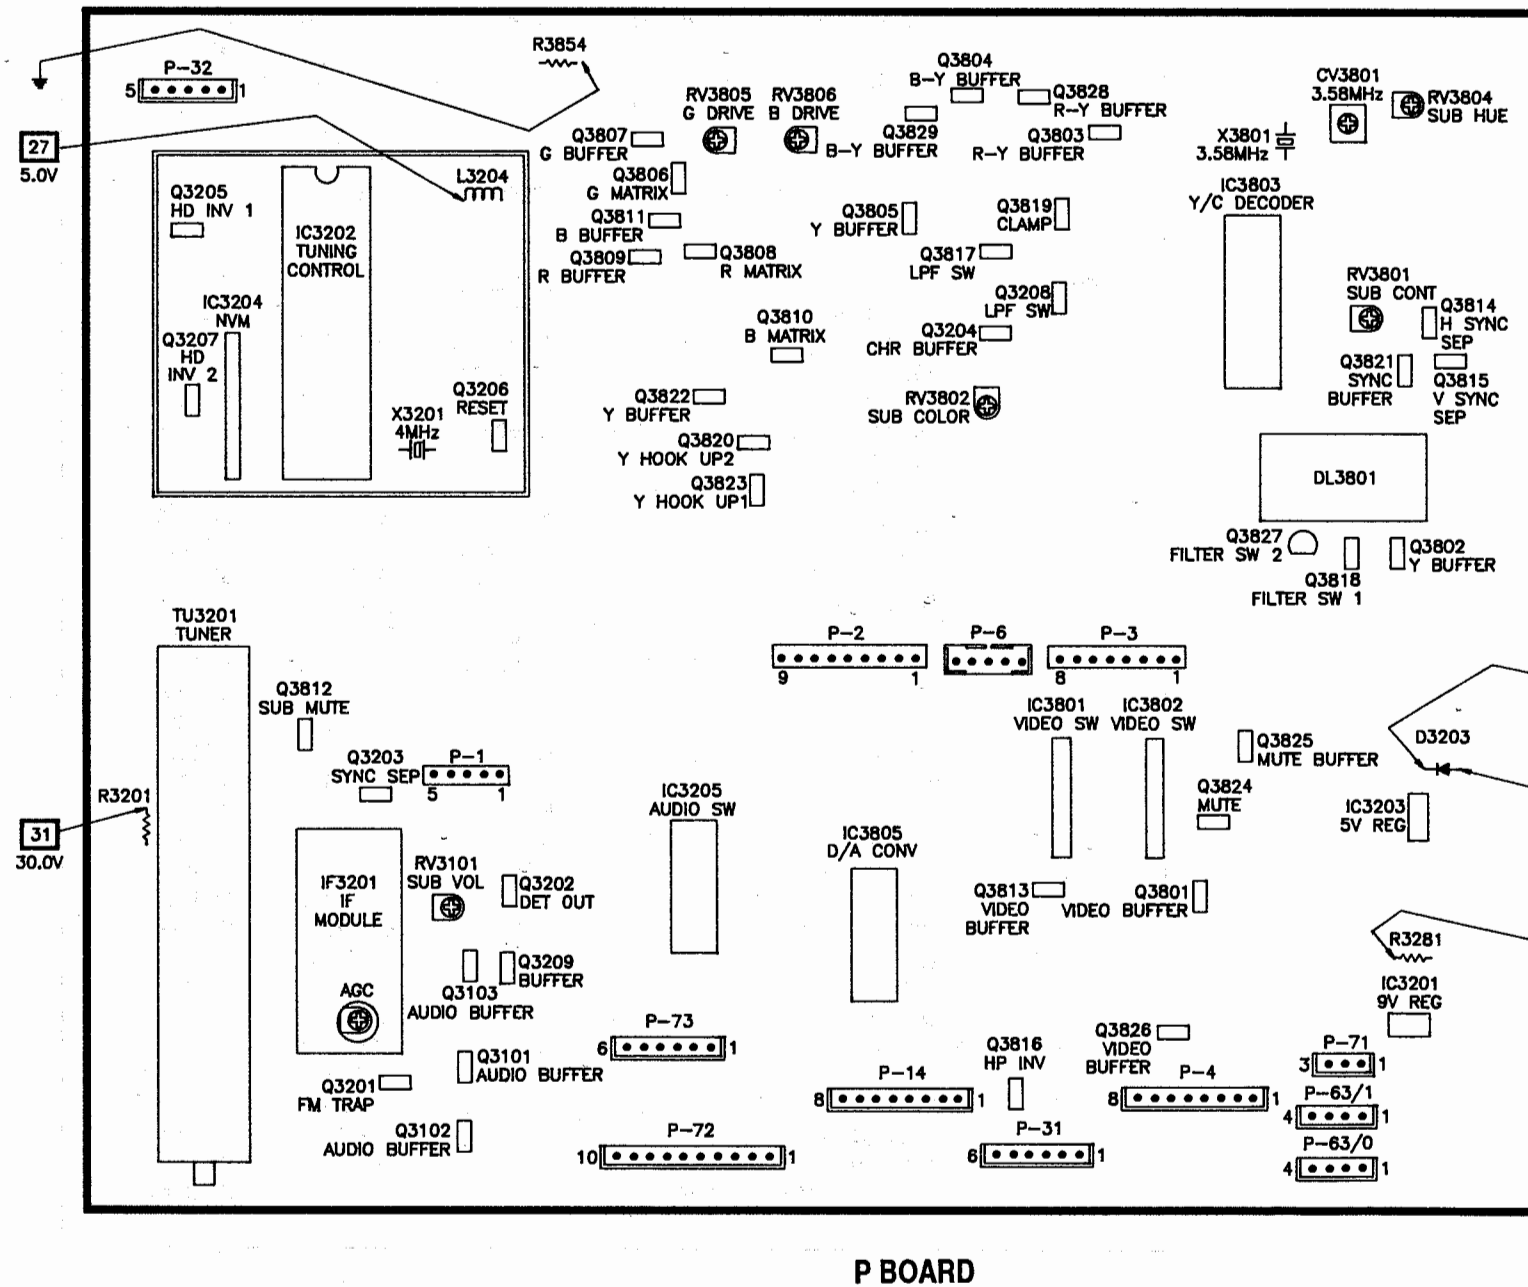 R3854
P-32
5
1
27
5.0V
RV3805
G DRIVE
RV3806
B DRIVE
Q3804
B-Y BUFFER
Q3828
R-Y BUFFER
CV3801
3.58MHz
RV3804
SUB HUE
Q3807
G BUFFER
Q3829
B-Y BUFFER
Q3803
R-Y BUFFER
X3801
3.58MHz
Q3806
G MATRIX
L3204
Q3205
HD INV 1
IC3202
TUNING
CONTROL
Q3811
B BUFFER
Q3805
Y BUFFER
Q3819
CLAMP
IC3803
Y/C DECODER
Q3809
R BUFFER
Q3808
R MATRIX
Q3817
LPF SW
Q3208
LPF SW
RV3801
SUB CONT
Q3814
H SYNC
SEP
IC3204
NVM
Q3207
HD
INV 2
Q3810
B MATRIX
Q3204
CHR BUFFER
Q3821
SYNC
BUFFER
Q3815
V SYNC
SEP
Q3206
RESET
X3201
4MHz
Q3822
Y BUFFER
RV3802
SUB COLOR
Q3820
Y HOOK UP2
Q3823
Y HOOK UP1
DL3801
Q3827
FILTER SW 2
Q3818
FILTER SW 1
Q3802
Y BUFFER
TU3201
TUNER
P-2
9
1
P-6
P-3
8
1
Q3812
SUB MUTE
IC3801
VIDEO SW
IC3802
VIDEO SW
Q3825
MUTE BUFFER
D3203
Q3203
SYNC SEP
P-1
5
1
R3201
31
30.0V
IC3205
AUDIO SW
Q3824
MUTE
IC3203
5V REG
IC3805
D/A CONV
IF3201
IF
MODULE
RV3101
SUB VOL
Q3202
DET OUT
Q3813
VIDEO
BUFFER
Q3801
VIDEO BUFFER
R3281
Q3209
BUFFER
AGC
Q3103
AUDIO BUFFER
IC3201
9V REG
P-73
6
1
Q3816
HP INV
Q3826
VIDEO
BUFFER
P-71
3
1
Q3101
AUDIO BUFFER
Q3201
FM TRAP
P-14
8
1
P-4
8
1
P-63/1
4
1
Q3102
AUDIO BUFFER
P-72
10
1
P-31
6
1
P-63/0
4
1
P BOARD